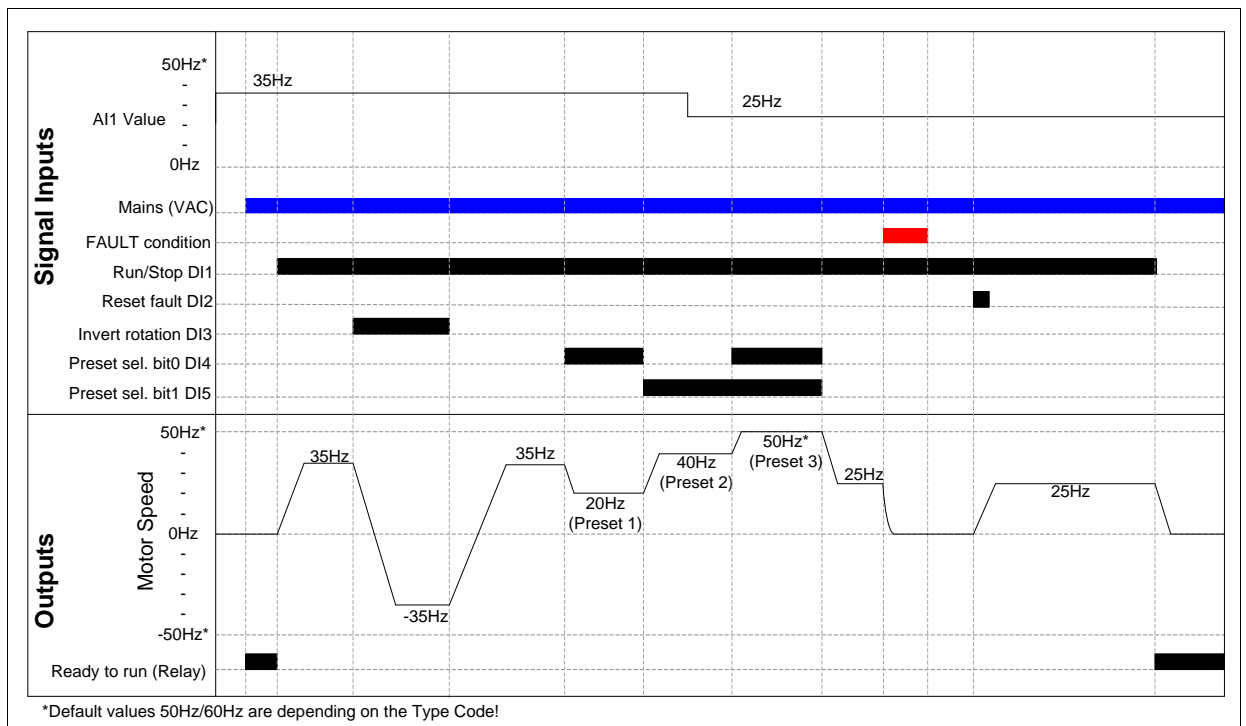 Signal Inputs
50Hz*
-
-
AI1 Value -
-
0Hz
35Hz
25Hz
Mains (VAC)
FAULT condition
Run/Stop DI1
Reset fault DI2
Invert rotation DI3
Preset sel. bit0 DI4
Preset sel. bit1 DI5
Outputs
Motor Speed
50Hz*
-
-
-
-
0Hz
-
-
-
-
-50Hz*
35Hz
-35Hz
35Hz
20Hz
(Preset 1)
40Hz
(Preset 2)
50Hz*
(Preset 3)
25Hz
25Hz
Ready to run (Relay)
*Default values 50Hz/60Hz are depending on the Type Code!